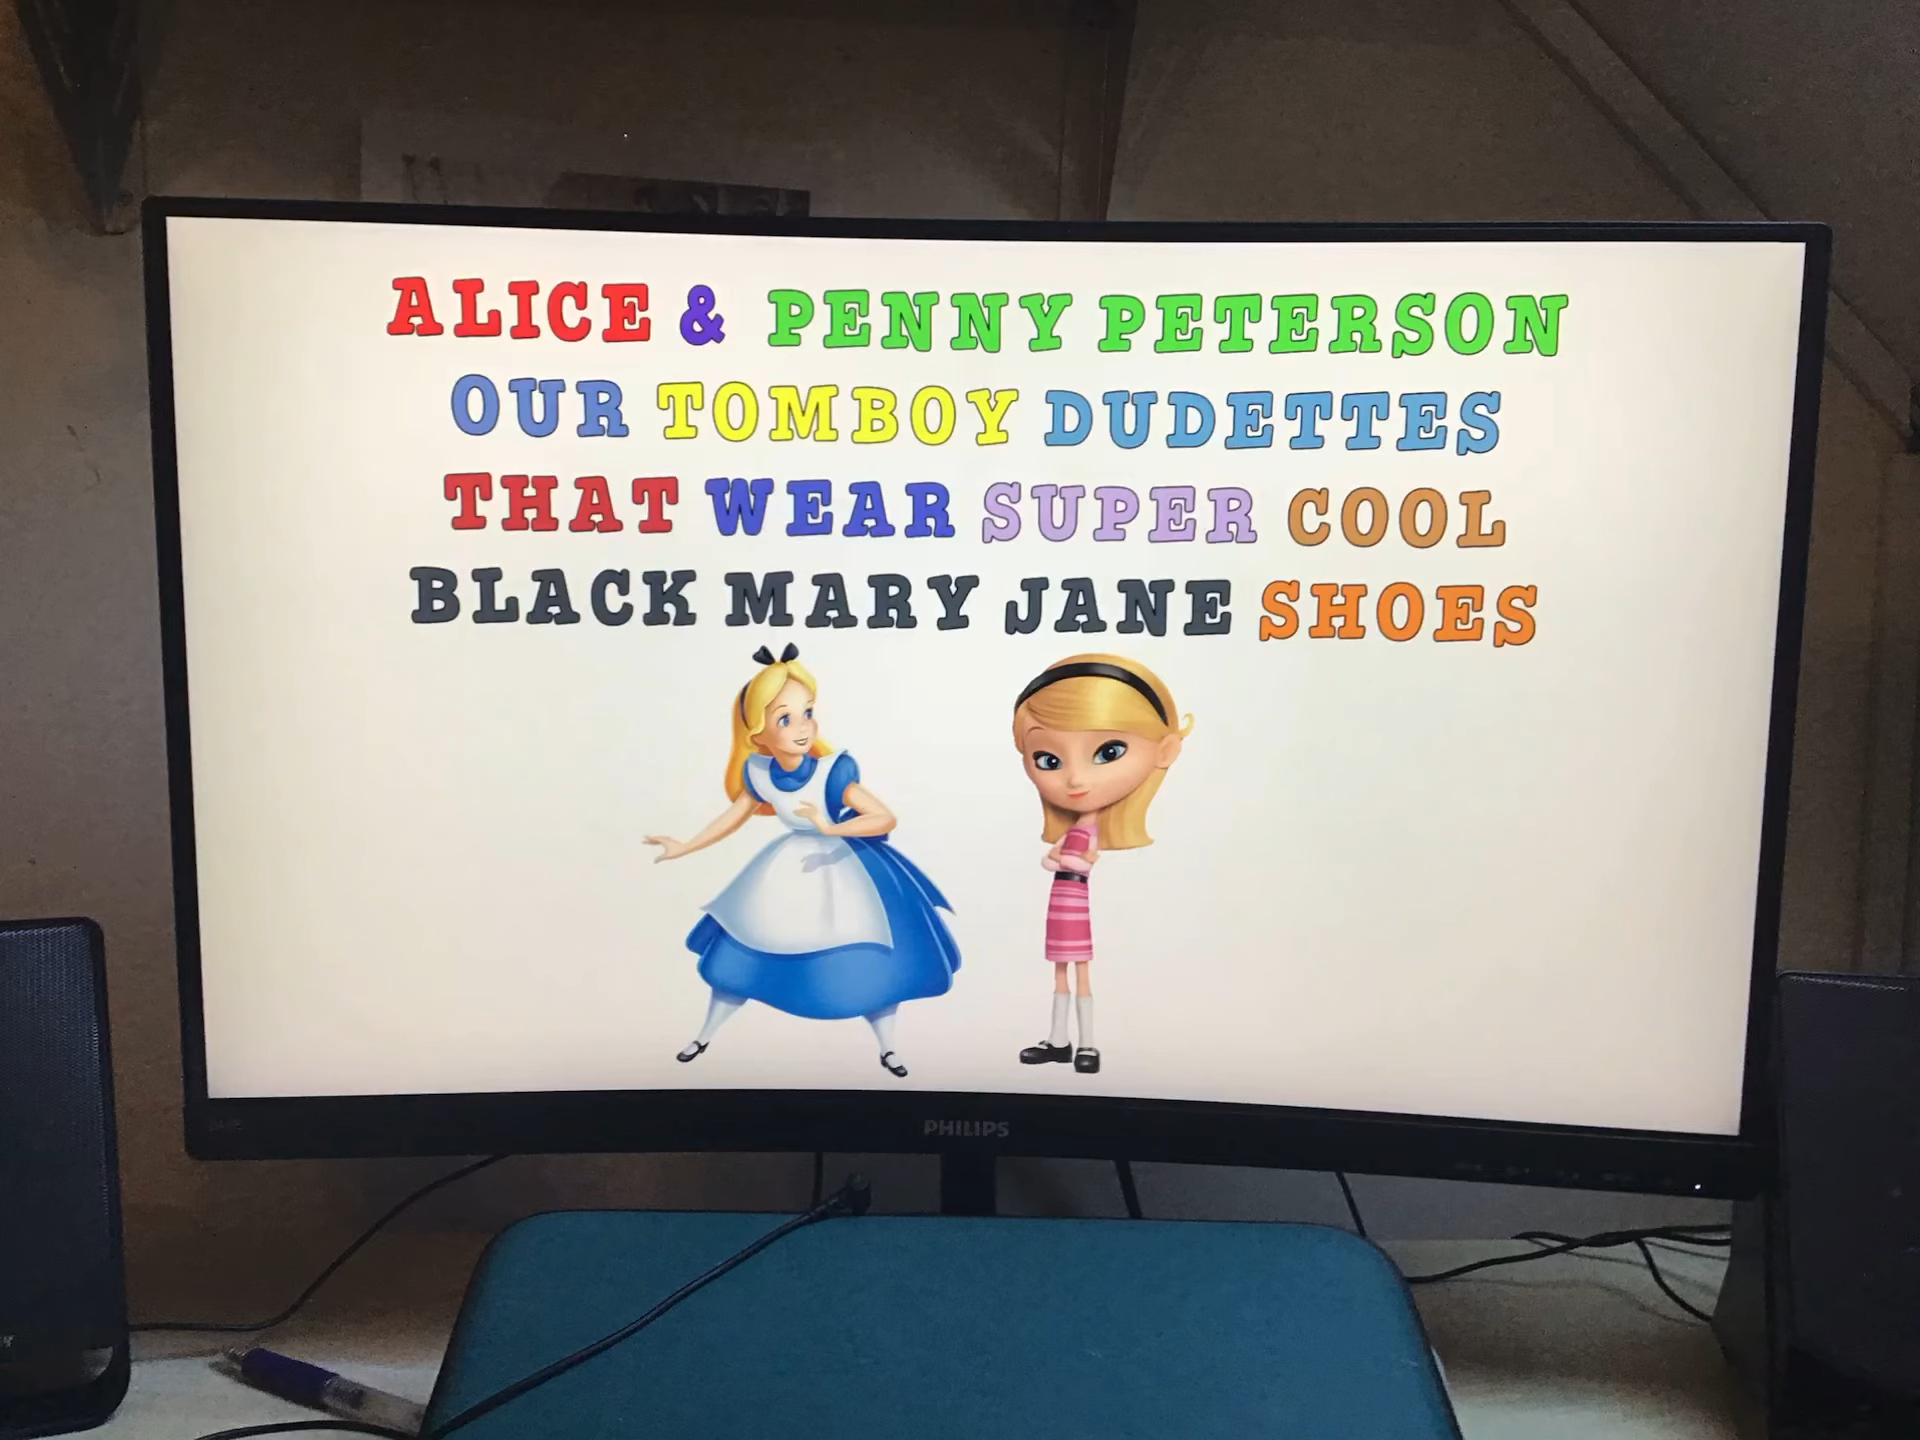 ALICE & PENNY PETERSON
OUR TOMBOY DUDETTES
THAT WEAR SUPER COOL
BLACK MARY JANE SHOES
PHILIPS